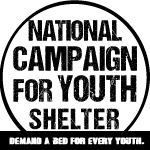 NATIONAL
CAMPAIGN
FOR YOUTH
SHELTER
DEMAND A BED FOR EVERY YOUTH.